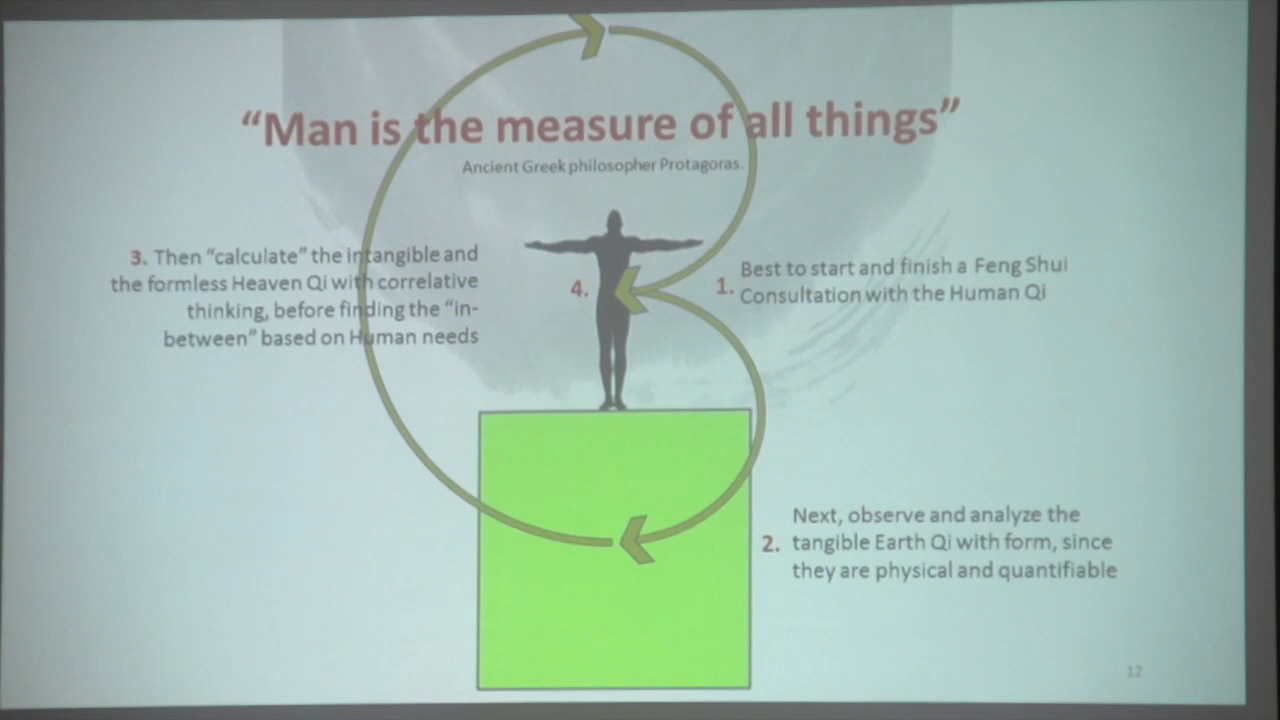 “Man is the measure of all things”
Ancient Greek philosopher Protagoras.
3. Then “calculate” the intangible and
the formless Heaven Qi with correlative
thinking, before finding the “in-
between” based on Human needs
4.
1. Best to start and finish a Feng Shui
Consultation with the Human Qi
2. Next, observe and analyze the
tangible Earth Qi with form, since
they are physical and quantifiable
12